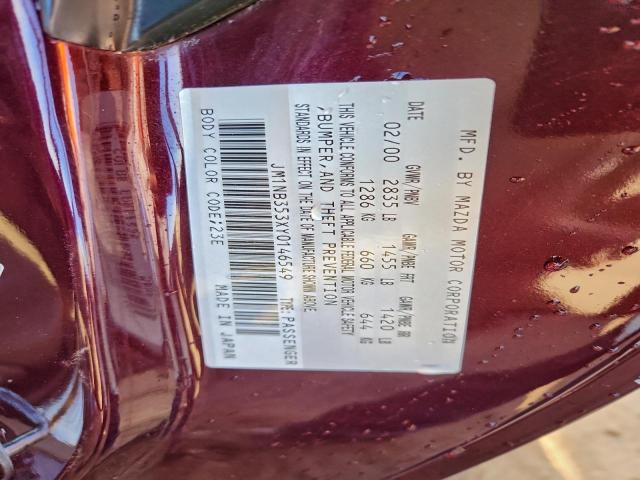 MFD. BY MAZDA MOTOR CORPORATION
DATE GVWR/MNBV GAWR/PNBE FRT GAWR/PNBE RR
02/00 2835 LB 1455 LB 1420 LB
1286 KG 660 KG 644 KG
THIS VEHICLE CONFORMS TO ALL APPLICABLE FEDERAL MOTOR VEHICLE SAFETY
,BUMPER,AND THEFT PREVENTION
STANDARDS IN EFFECT ON THE DATE OF MANUFACTURE SHOWN ABOVE.
JM1NB353XY0146549 TYPE:PASSENGER
BODY COLOR CODE;23E MADE IN JAPAN